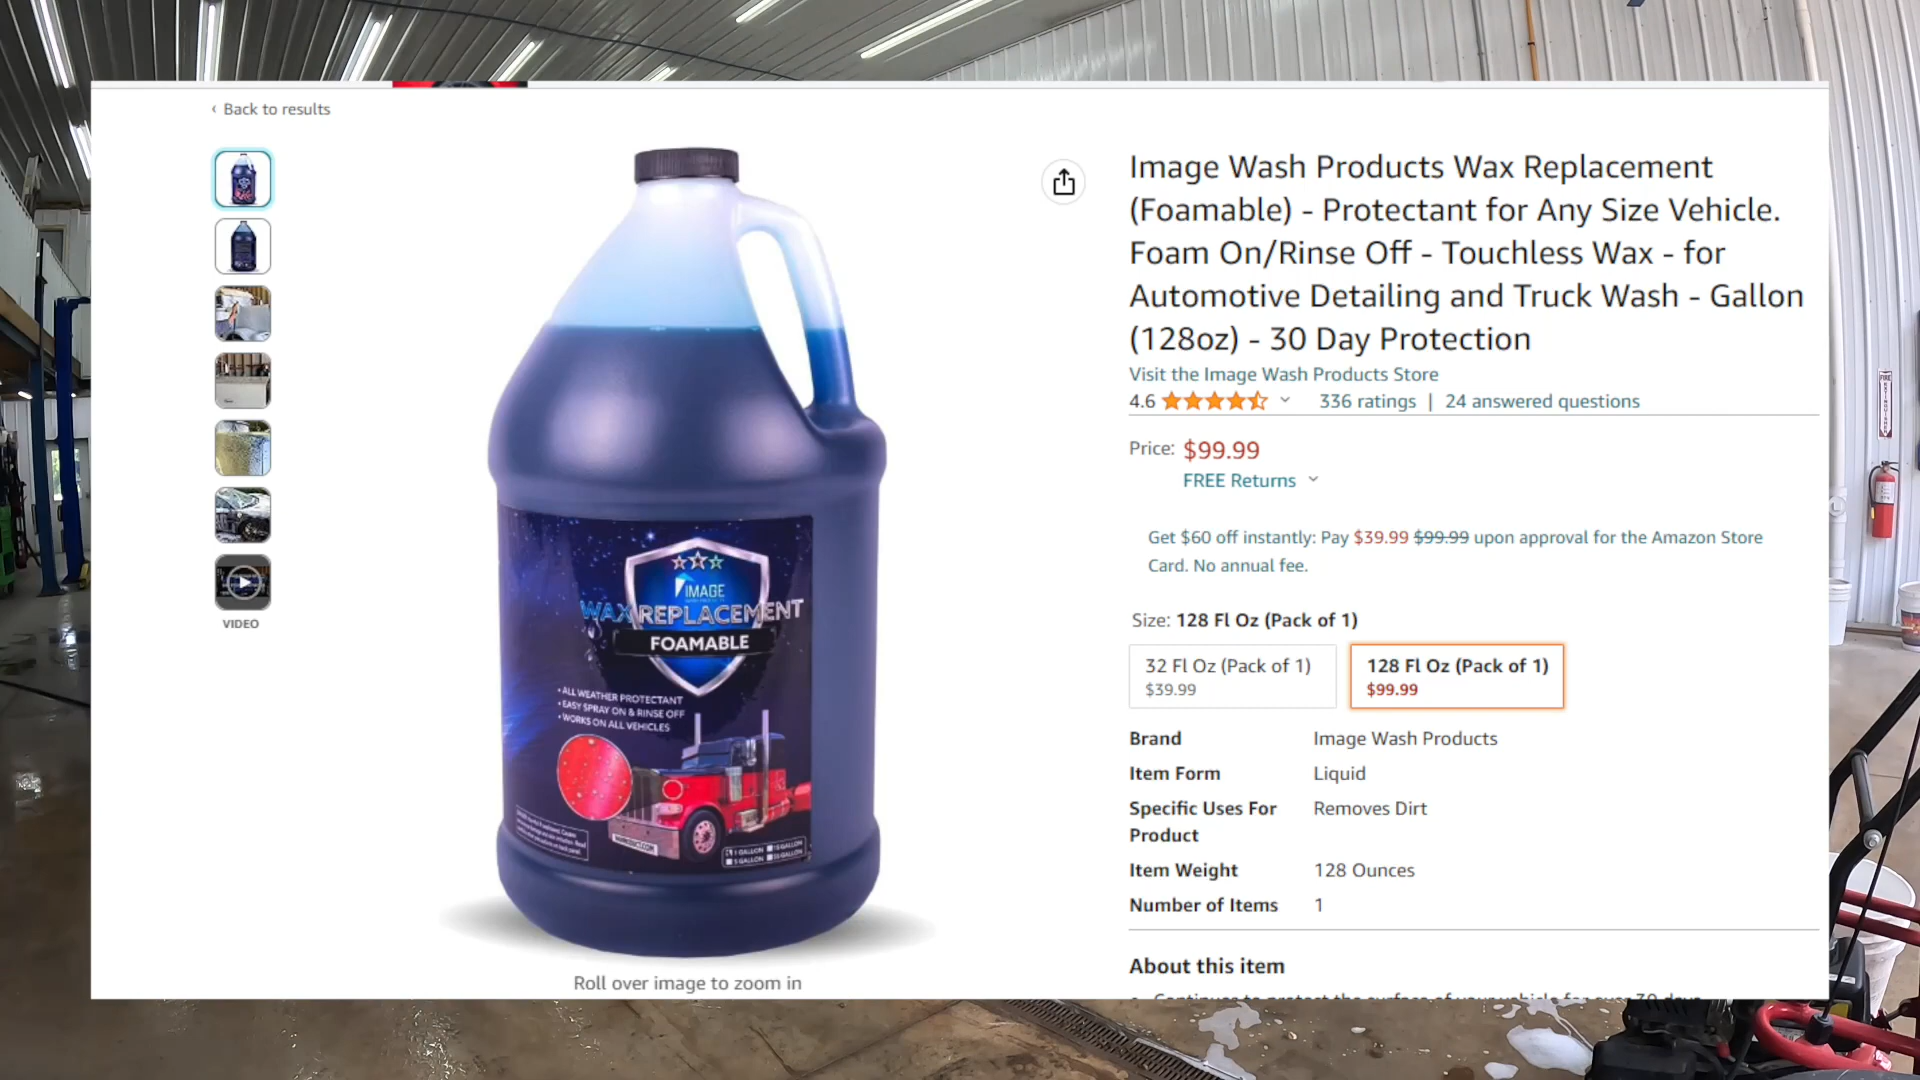 ‹ Back to results
Image Wash Products Wax Replacement
(Foamable) - Protectant for Any Size Vehicle.
Foam On/Rinse Off - Touchless Wax - for
Automotive Detailing and Truck Wash - Gallon
(128oz) - 30 Day Protection
Visit the Image Wash Products Store
4.6 336 ratings | 24 answered questions
Price: $99.99
FREE Returns
Get $60 off instantly: Pay $39.99 $99.99 upon approval for the Amazon Store
Card. No annual fee.
Size: 128 Fl Oz (Pack of 1)
32 Fl Oz (Pack of 1)
$39.99
128 Fl Oz (Pack of 1)
$99.99
Brand Image Wash Products
Item Form Liquid
Specific Uses For Removes Dirt
Product
Item Weight 128 Ounces
Number of Items 1
About this item
VIDEO
IMAGE
WAX REPLACEMENT
FOAMABLE
• ALL WEATHER PROTECTANT
• EASY SPRAY ON & RINSE OFF
• WORKS ON ALL VEHICLES
1 GALLON
5 GALLON
Roll over image to zoom in
FIRE